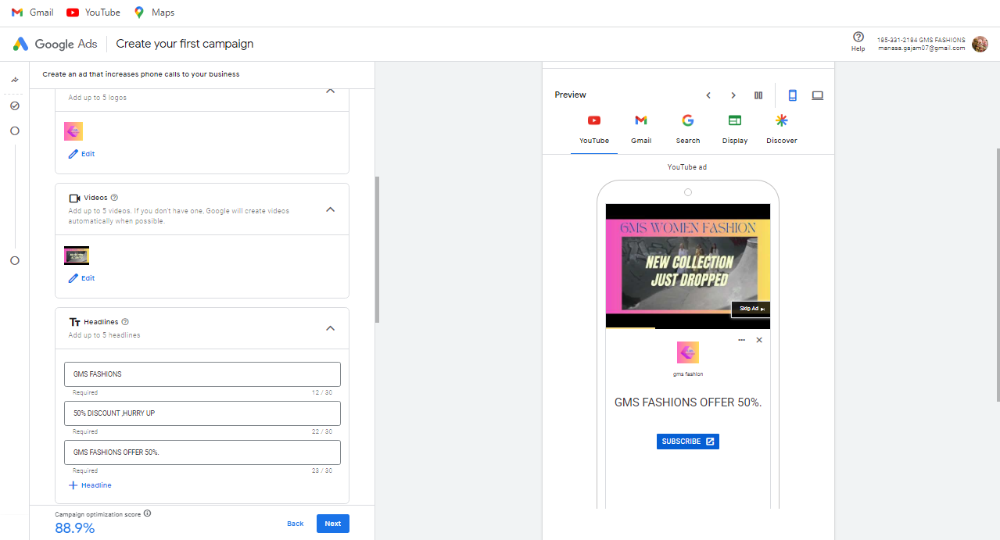 Gmail YouTube Maps
Google Ads Create your first campaign
Help
185-331-2184 GMS FASHIONS
manasa.gajam07@gmail.com
Create an ad that increases phone calls to your business
Add up to 5 logos
Edit
Videos
Add up to 5 videos. If you don't have one, Google will create videos
automatically when possible.
Edit
Tт Headlines
Add up to 5 headlines
GMS FASHIONS
Required 12 / 30
50% DISCOUNT ,HURRY UP
Required 22 / 30
GMS FASHIONS OFFER 50%.
Required 23 / 30
+ Headline
Campaign optimization score
88.9%
Back
Next
Preview
YouTube Gmail Search Display Discover
YouTube ad
GMS WOMEN FASHION
NEW COLLECTION
JUST DROPPED
Skip Ad
gms fashion
GMS FASHIONS OFFER 50%.
SUBSCRIBE